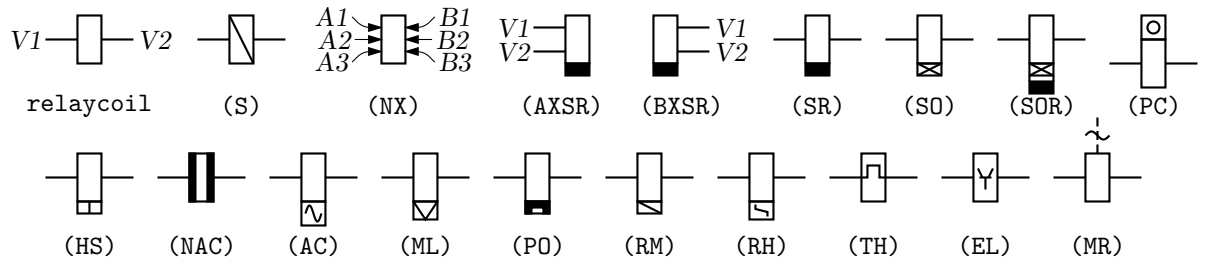 A1 B1 V1 V1
V1 V2 A2 B2 V2 V2
A3 B3
relaycoil (S) (NX) (AXSR) (BXSR) (SR) (SO) (SOR) (PC)
(HS) (NAC) (AC) (ML) (PO) (RM) (RH) (TH) (EL) (MR)